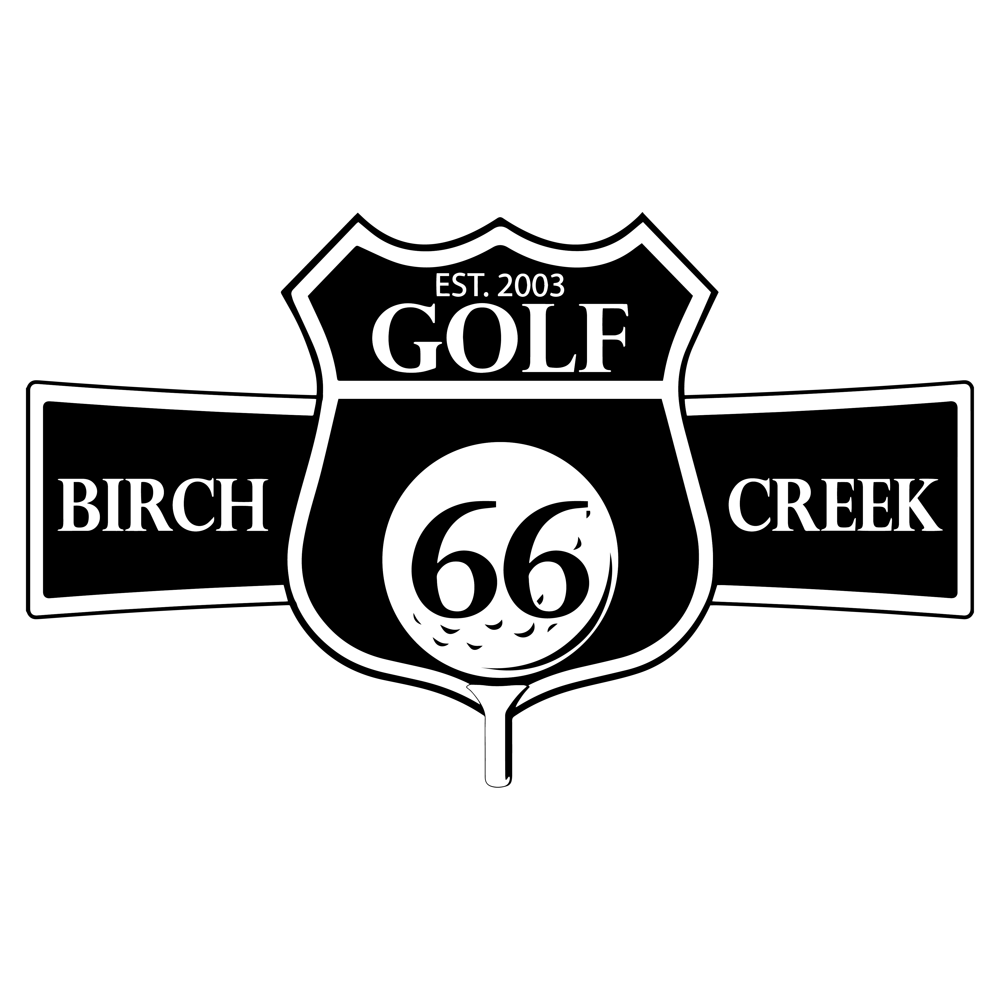 EST. 2003
GOLF
BIRCH CREEK
66